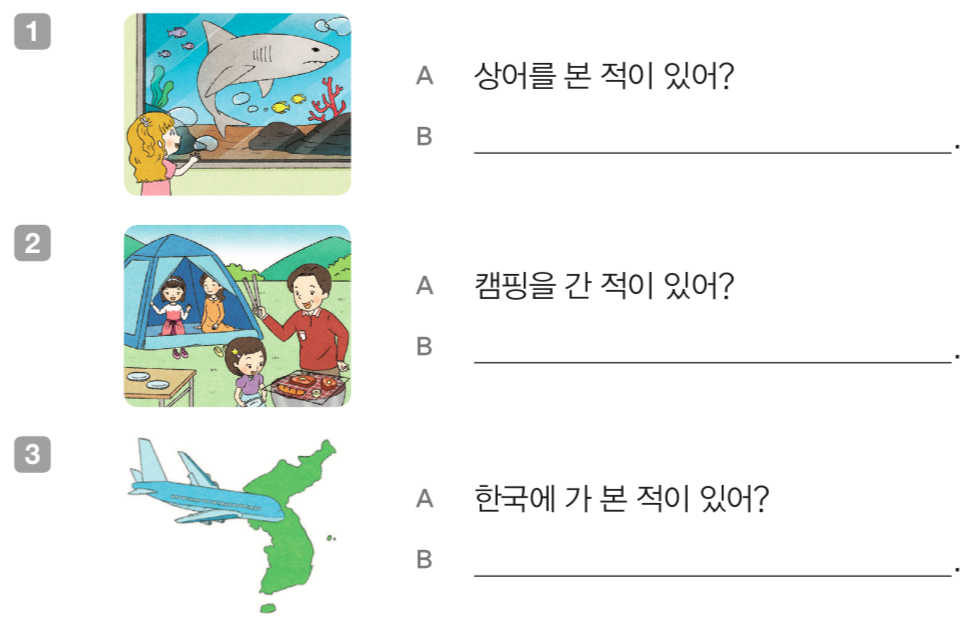 1
A 상어를 본 적이 있어?
B .
2
A 캠핑을 간 적이 있어?
B .
3
A 한국에 가 본 적이 있어?
B .